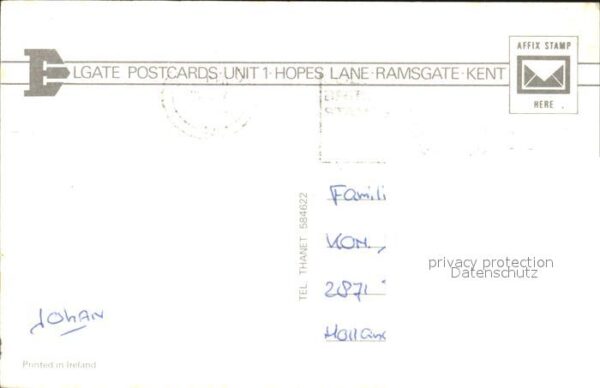 ELGATE POSTCARDS·UNIT 1·HOPES LANE·RAMSGATE·KENT
AFFIX STAMP
HERE
TEL. THANET 584622
Famili
KON
2871
privacy protection
Datenschutz
Johan
Printed in Ireland